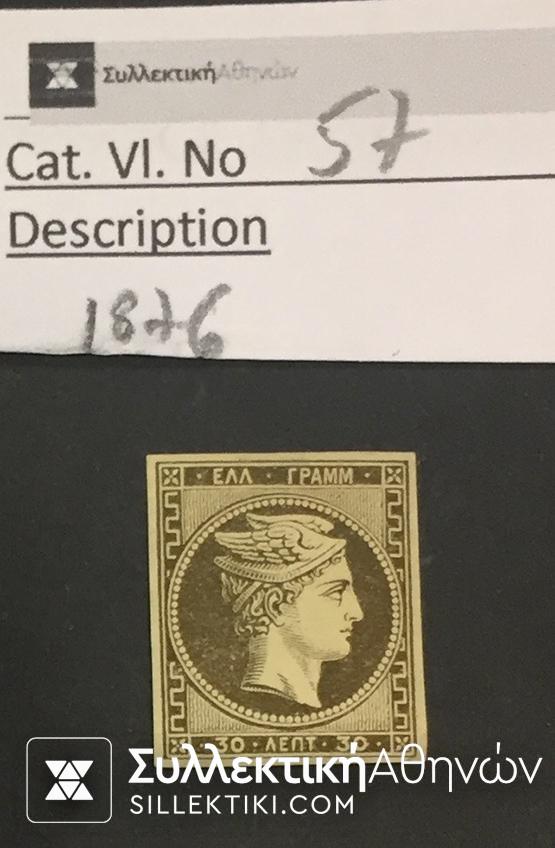 ΣυλλεκτικήΑθηνών
Cat. Vl. No 57
Description
1876
· ΕΛΛ · ΓΡΑΜΜ ·
· 30 · ΛΕΠΤ · 30 ·
ΣυλλεκτικήΑθηνών
SILLEKTIKI.COM